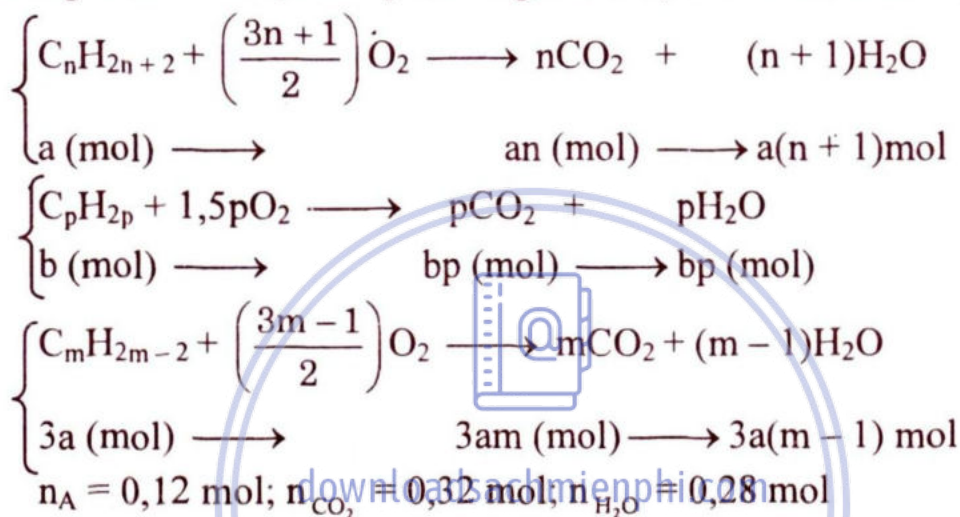 {C_nH_{2n + 2} + ((3n + 1)/2) O_2 ⟶ nCO_2 + (n + 1)H_2O
a (mol) ⟶ an (mol) ⟶ a(n + 1)mol
{C_pH_{2p} + 1,5pO_2 ⟶ pCO_2 + pH_2O
b (mol) ⟶ bp (mol) ⟶ bp (mol)
{C_mH_{2m – 2} + ((3m – 1)/2) O_2 ⟶ mCO_2 + (m – 1)H_2O
3a (mol) ⟶ 3am (mol) ⟶ 3a(m – 1) mol
n_A = 0,12 mol; n_{CO_2} = 0,32 mol; n_{H_2O} = 0,28 mol
downloadsachmienphi.com